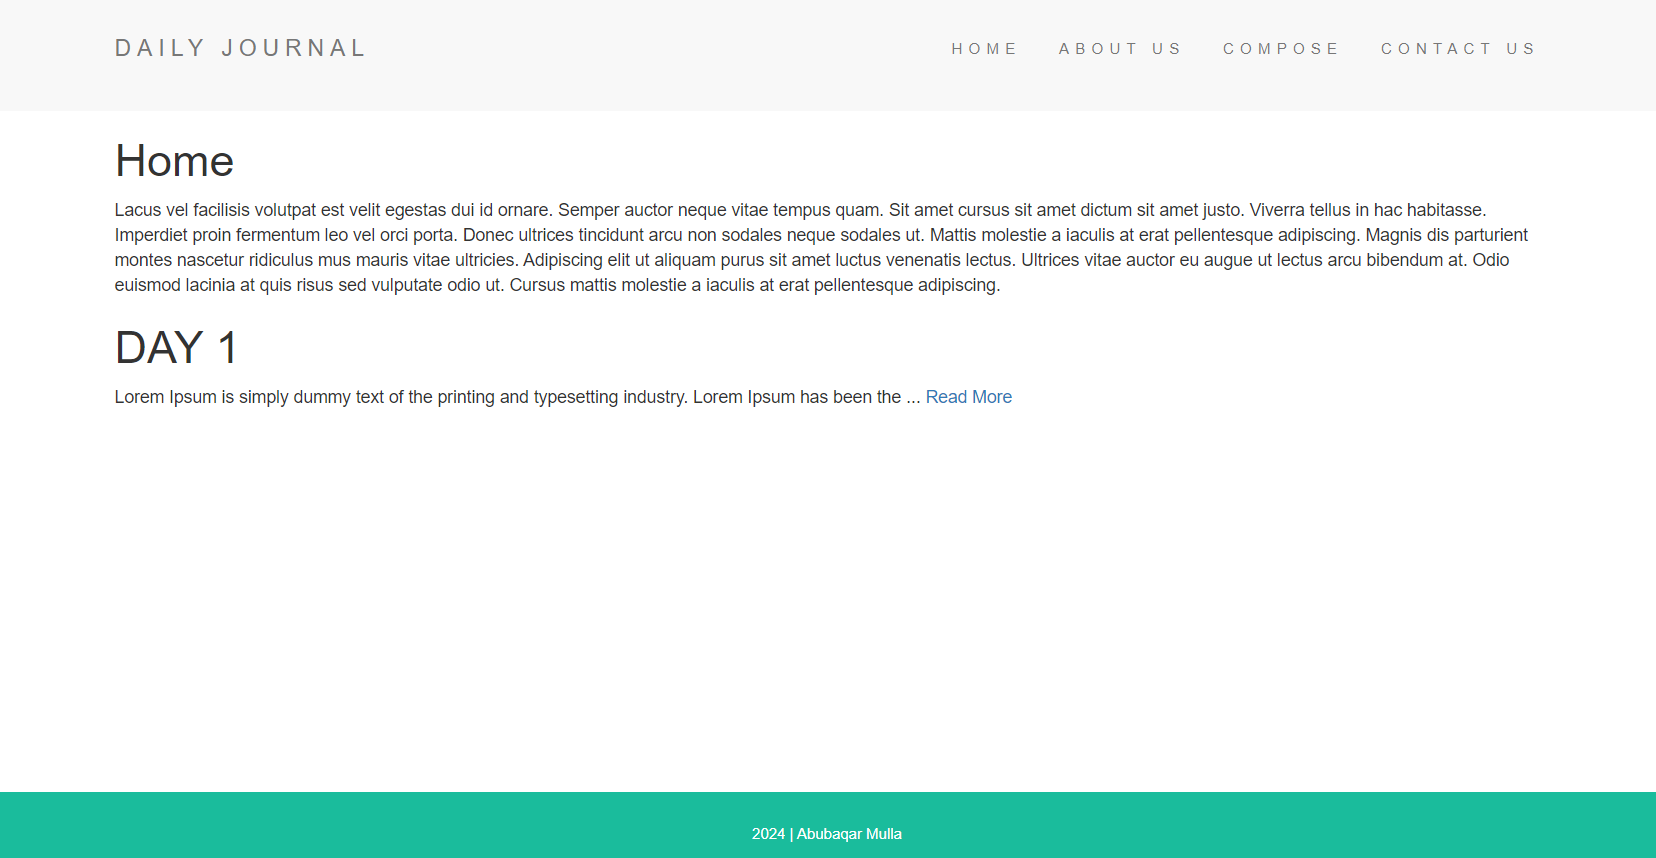 DAILY JOURNAL
HOME ABOUT US COMPOSE CONTACT US
Home
Lacus vel facilisis volutpat est velit egestas dui id ornare. Semper auctor neque vitae tempus quam. Sit amet cursus sit amet dictum sit amet justo. Viverra tellus in hac habitasse.
Imperdiet proin fermentum leo vel orci porta. Donec ultrices tincidunt arcu non sodales neque sodales ut. Mattis molestie a iaculis at erat pellentesque adipiscing. Magnis dis parturient
montes nascetur ridiculus mus mauris vitae ultricies. Adipiscing elit ut aliquam purus sit amet luctus venenatis lectus. Ultrices vitae auctor eu augue ut lectus arcu bibendum at. Odio
euismod lacinia at quis risus sed vulputate odio ut. Cursus mattis molestie a iaculis at erat pellentesque adipiscing.
DAY 1
Lorem Ipsum is simply dummy text of the printing and typesetting industry. Lorem Ipsum has been the ... Read More
2024 | Abubaqar Mulla